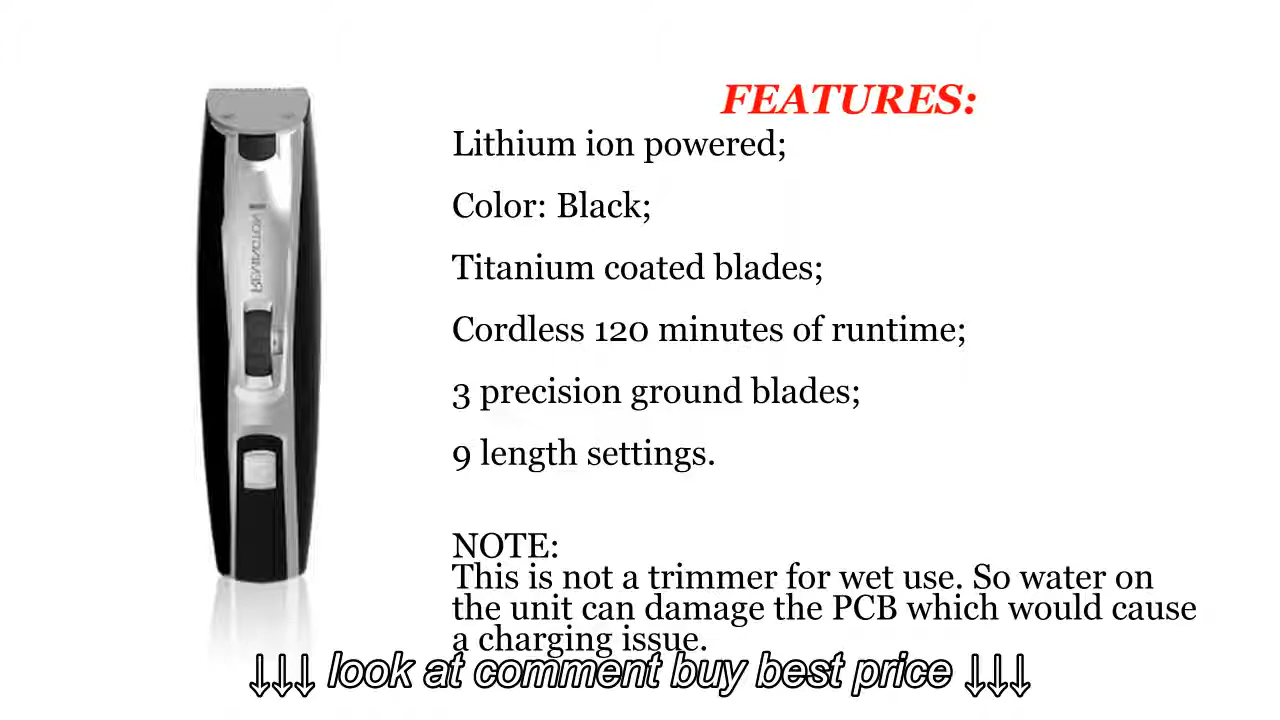 FEATURES:
Lithium ion powered;
Color: Black;
Titanium coated blades;
Cordless 120 minutes of runtime;
3 precision ground blades;
9 length settings.
NOTE:
This is not a trimmer for wet use. So water on
the unit can damage the PCB which would cause
a charging issue.
↓↓↓ look at comment buy best price ↓↓↓
REMINGTON